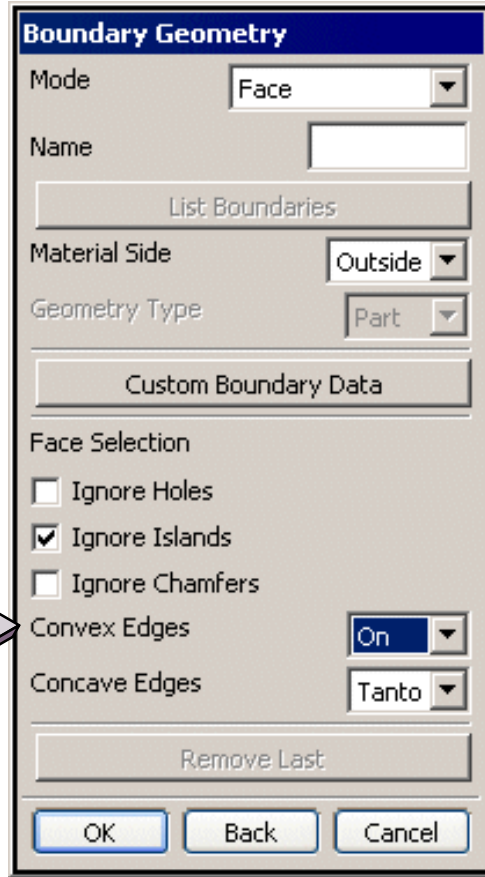 Boundary Geometry
Mode Face
Name
List Boundaries
Material Side Outside
Geometry Type Part
Custom Boundary Data
Face Selection
Ignore Holes
Ignore Islands
Ignore Chamfers
Convex Edges On
Concave Edges Tanto
Remove Last
OK Back Cancel